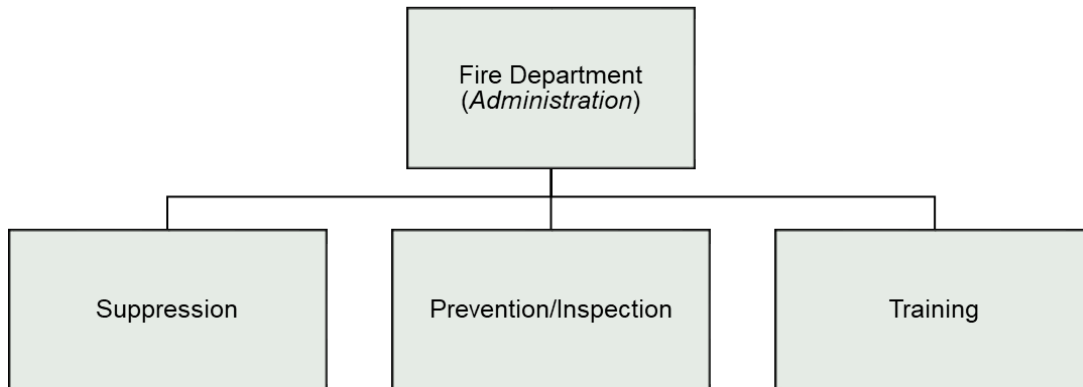 Fire Department
(Administration)
Suppression
Prevention/Inspection
Training